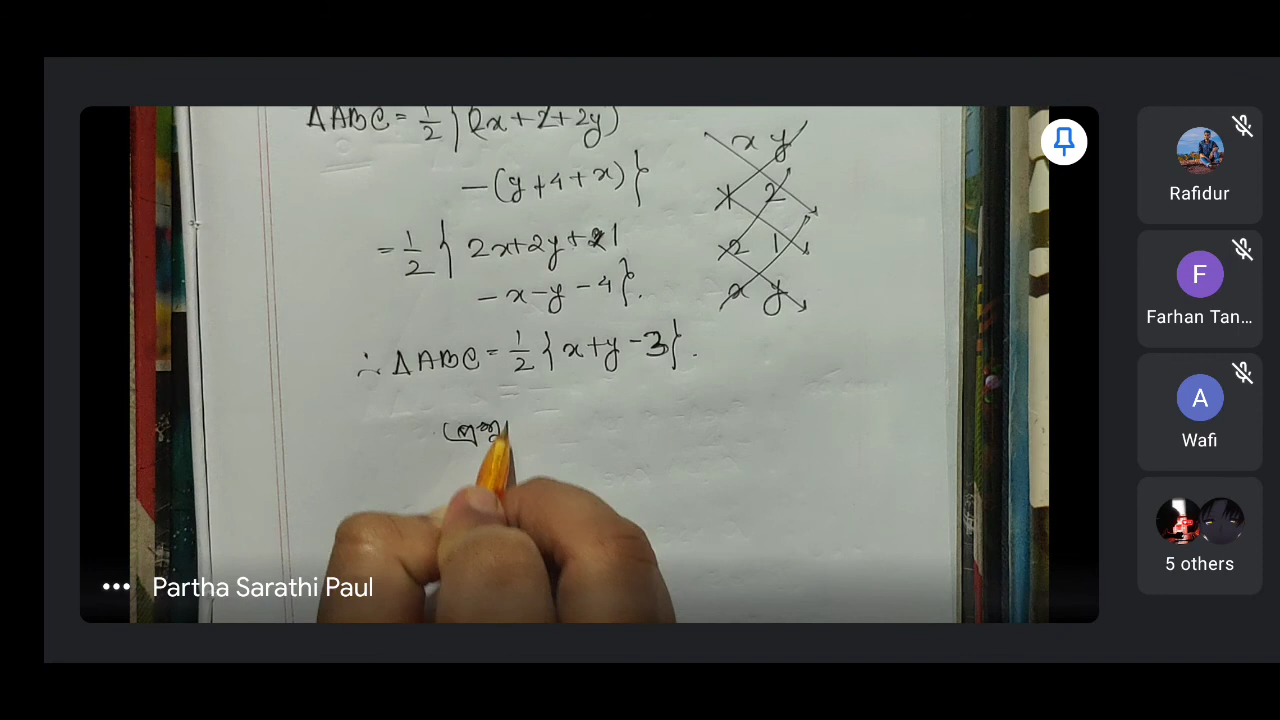 ΔABC = 1/2 {(2x+2+2y)
-(y+4+x)}
= 1/2 { 2x+2y+1
-x-y-4}.
∴ ΔABC = 1/2 {x+y-3}.
x y
1 2
2 1
x y
Partha Sarathi Paul
Rafidur
F
Farhan Tan...
A
Wafi
5 others